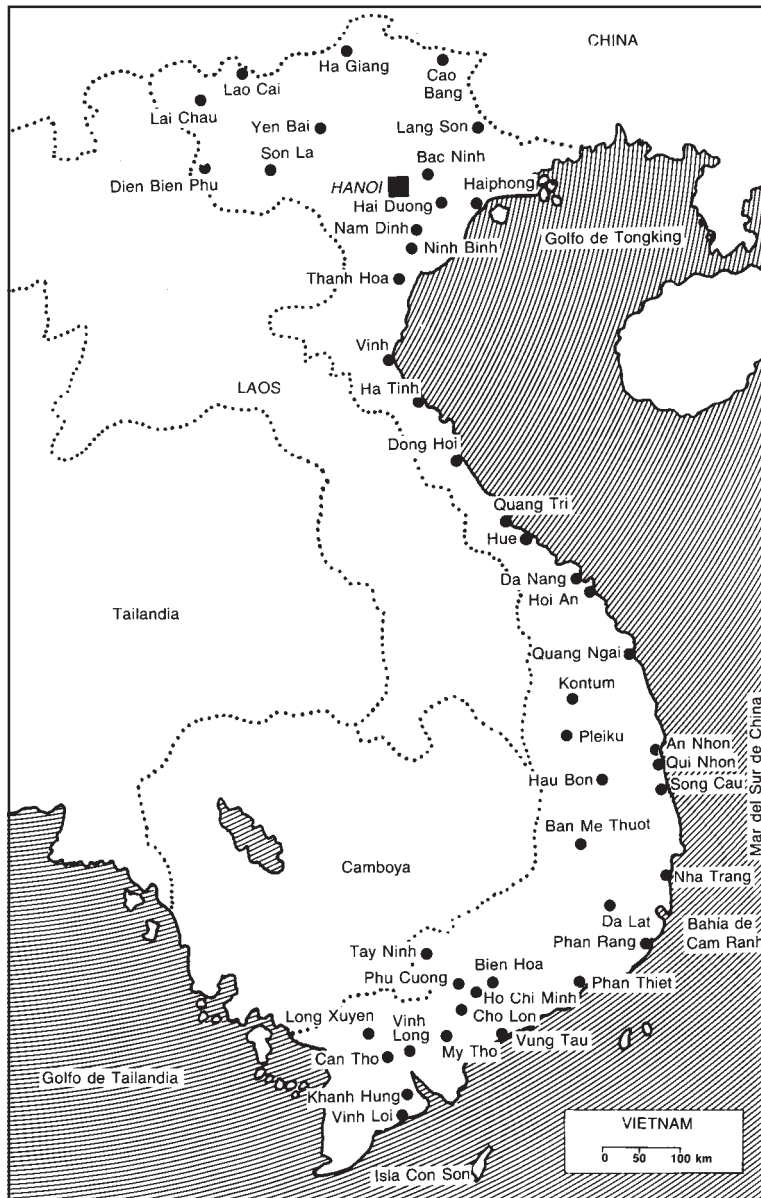 CHINA
Ha Giang
Cao
Bang
Lao Cai
Lai Chau
Yen Bai
Lang Son
Son La
Bac Ninh
Dien Bien Phu
HANOI
Haiphong
Hai Duong
Nam Dinh
Golfo de Tongking
Ninh Binh
Thanh Hoa
Vinh
LAOS
Ha Tinh
Dong Hoi
Quang Tri
Hue
Da Nang
Hoi An
Tailandia
Quang Ngai
Kontum
Pleiku
An Nhon
Qui Nhon
Hau Bon
Song Cau
Mar del Sur de China
Ban Me Thuot
Camboya
Nha Trang
Da Lat
Bahía de
Cam Ranh
Phan Rang
Tay Ninh
Bien Hoa
Phu Cuong
Phan Thiet
Ho Chi Minh
Long Xuyen
Vinh
Long
Cho Lon
Vung Tau
Can Tho
My Tho
Golfo de Tailandia
Khanh Hung
Vinh Loi
Isla Con Son
VIETNAM
0 50 100 km